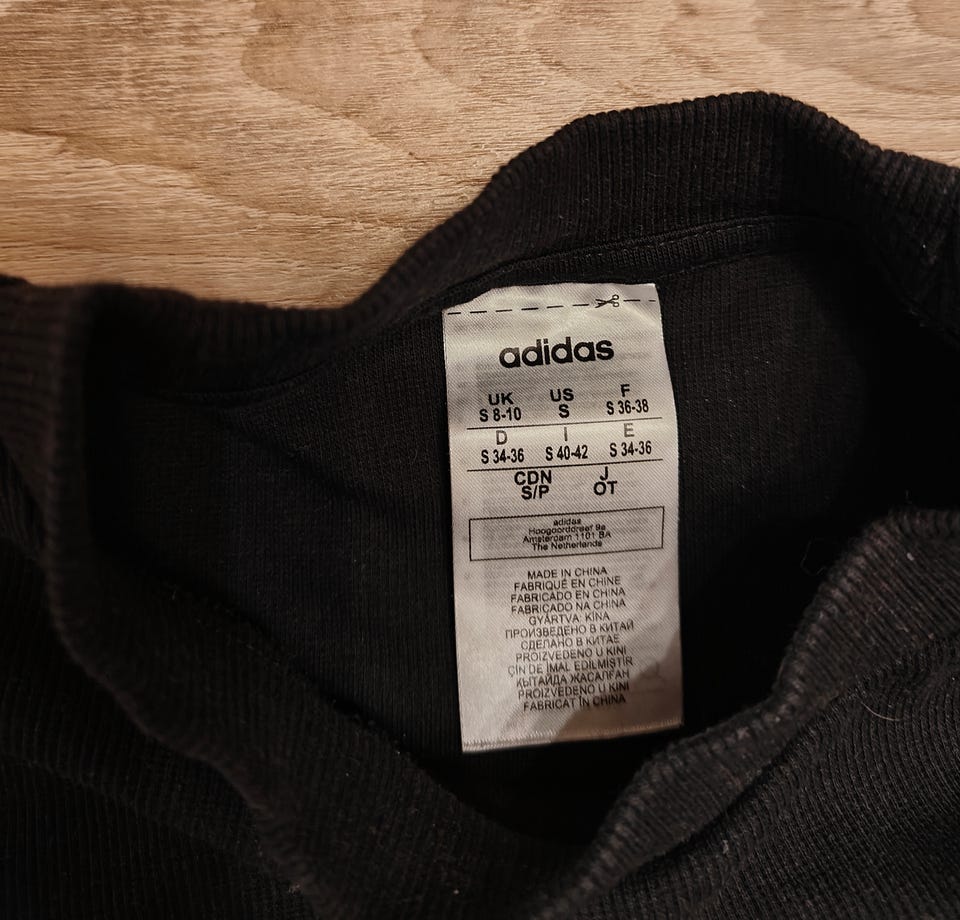 adidas
UK US F
S 8-10 S S 36-38
D I E
S 34-36 S 40-42 S 34-36
CDN J
S/P OT
adidas
Hoogoorddreef 9a
Amsterdam 1101 BA
The Netherlands
MADE IN CHINA
FABRIQUÉ EN CHINE
FABRICADO EN CHINA
FABRICADO NA CHINA
GYÁRTVA: KÍNA
ПРОИЗВЕДЕНО В КИТАЙ
СДЕЛАНО В КИТАЕ
PROIZVEDENO U KINI
ÇİN DE İMAL EDİLMİŞTİR
ҚЫТАЙДА ЖАСАЛҒАН
PROIZVEDENO U KINI
FABRICAT ÎN CHINA